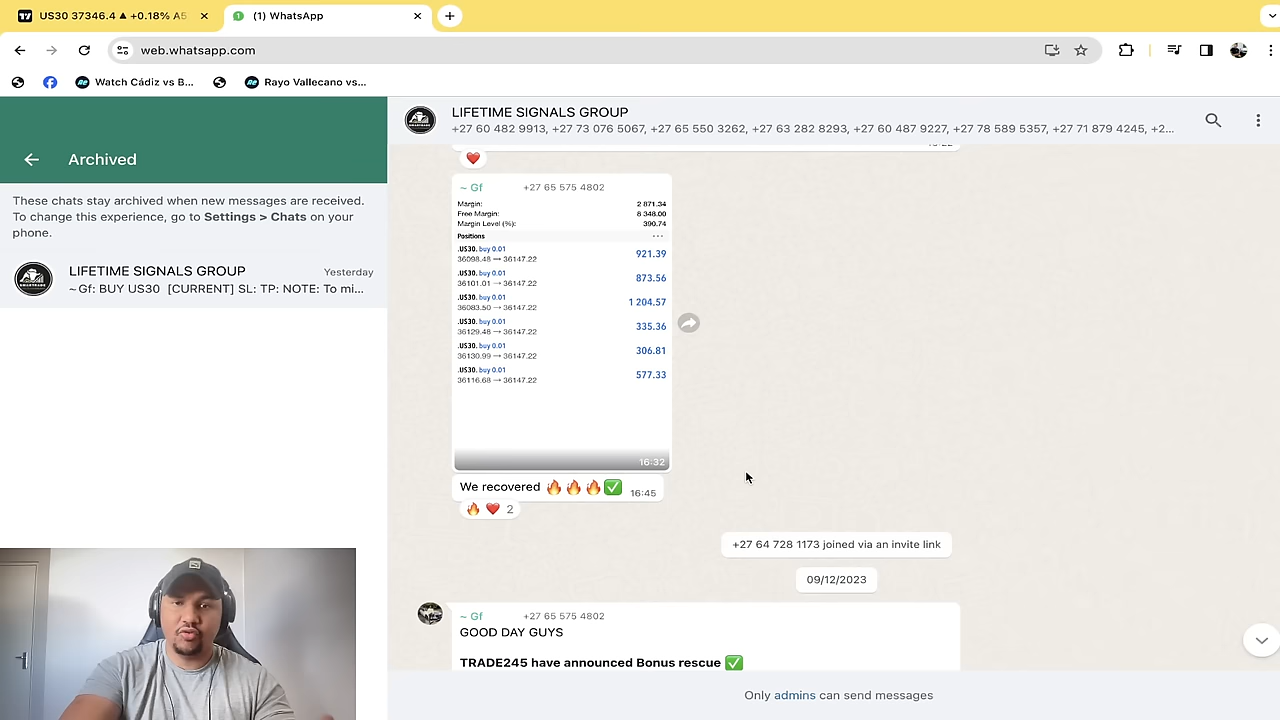 US30 37346.4 ▲ +0.18% A5
(1) WhatsApp
web.whatsapp.com
Watch Cádiz vs B...
Rayo Vallecano vs...
Archived
These chats stay archived when new messages are received.
To change this experience, go to Settings > Chats on your
phone.
LIFETIME SIGNALS GROUP
Yesterday
~ Gf: BUY US30 [CURRENT] SL: TP: NOTE: To mi...
LIFETIME SIGNALS GROUP
+27 60 482 9913, +27 73 076 5067, +27 65 550 3262, +27 63 282 8293, +27 60 487 9227, +27 78 589 5357, +27 71 879 4245, +2...
~ Gf +27 65 575 4802
Margin: 2 871.34
Free Margin: 8 348.00
Margin Level (%): 390.74
Positions
.US30. buy 0.01
36098.48 → 36147.22 921.39
.US30. buy 0.01
36101.01 → 36147.22 873.56
.US30. buy 0.01
36083.50 → 36147.22 1 204.57
.US30. buy 0.01
36129.48 → 36147.22 335.36
.US30. buy 0.01
36130.99 → 36147.22 306.81
.US30. buy 0.01
36116.68 → 36147.22 577.33
16:32
We recovered 🔥🔥🔥✅ 16:45
🔥❤️ 2
+27 64 728 1173 joined via an invite link
09/12/2023
~ Gf +27 65 575 4802
GOOD DAY GUYS
TRADE245 have announced Bonus rescue ✅
Only admins can send messages